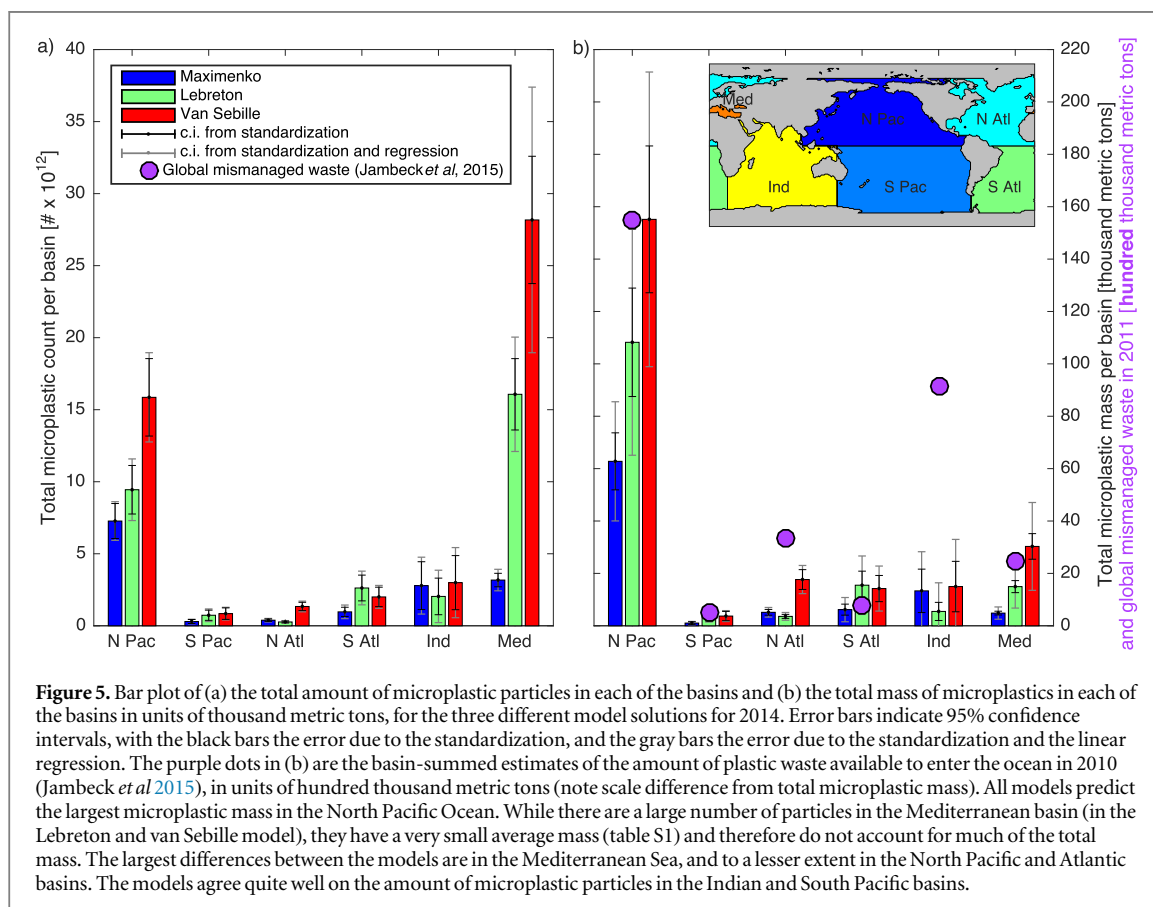 a)
40
35
30
25
20
15
10
5
0
Total microplastic count per basin [# x 10¹²]
Maximenko
Lebreton
Van Sebille
c.i. from standardization
c.i. from standardization and regression
Global mismanaged waste (Jambeck et al, 2015)
N Pac S Pac N Atl S Atl Ind Med
b)
Med
N Pac
N Atl
Ind
S Pac
S Atl
220
200
180
160
140
120
100
80
60
40
20
0
Total microplastic mass per basin [thousand metric tons]
and global mismanaged waste in 2011 [hundred thousand metric tons]
N Pac S Pac N Atl S Atl Ind Med
Figure 5. Bar plot of (a) the total amount of microplastic particles in each of the basins and (b) the total mass of microplastics in each of
the basins in units of thousand metric tons, for the three different model solutions for 2014. Error bars indicate 95% confidence
intervals, with the black bars the error due to the standardization, and the gray bars the error due to the standardization and the linear
regression. The purple dots in (b) are the basin-summed estimates of the amount of plastic waste available to enter the ocean in 2010
(Jambeck et al 2015), in units of hundred thousand metric tons (note scale difference from total microplastic mass). All models predict
the largest microplastic mass in the North Pacific Ocean. While there are a large number of particles in the Mediterranean basin (in the
Lebreton and van Sebille model), they have a very small average mass (table S1) and therefore do not account for much of the total
mass. The largest differences between the models are in the Mediterranean Sea, and to a lesser extent in the North Pacific and Atlantic
basins. The models agree quite well on the amount of microplastic particles in the Indian and South Pacific basins.